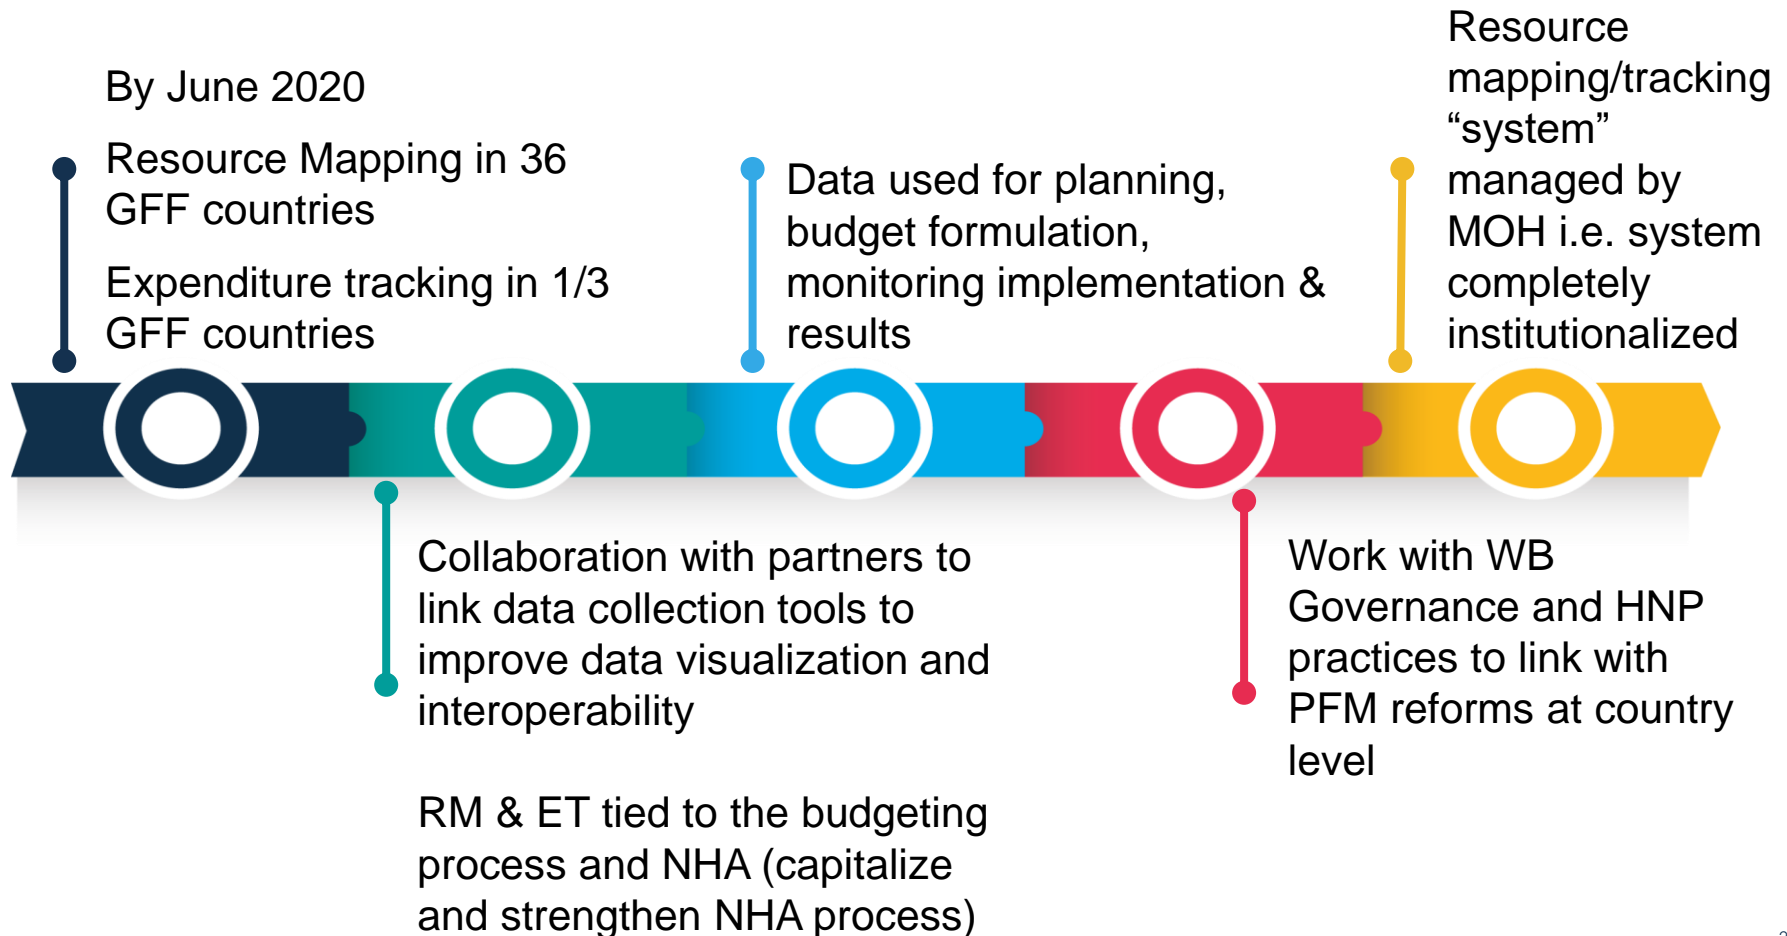 By June 2020
Resource Mapping in 36
GFF countries
Expenditure tracking in 1/3
GFF countries
Collaboration with partners to
link data collection tools to
improve data visualization and
interoperability
RM & ET tied to the budgeting
process and NHA (capitalize
and strengthen NHA process)
Data used for planning,
budget formulation,
monitoring implementation &
results
Work with WB
Governance and HNP
practices to link with
PFM reforms at country
level
Resource
mapping/tracking
“system”
managed by
MOH i.e. system
completely
institutionalized